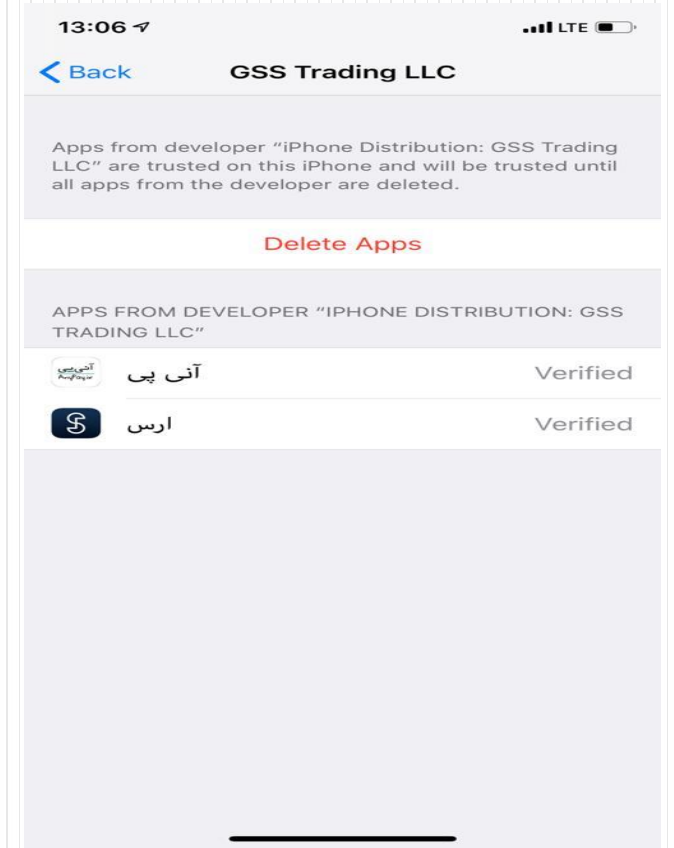 13:06
LTE
Back
GSS Trading LLC
Apps from developer “iPhone Distribution: GSS Trading
LLC” are trusted on this iPhone and will be trusted until
all apps from the developer are deleted.
Delete Apps
APPS FROM DEVELOPER “IPHONE DISTRIBUTION: GSS
TRADING LLC”
آنی پی
Verified
ارس
Verified